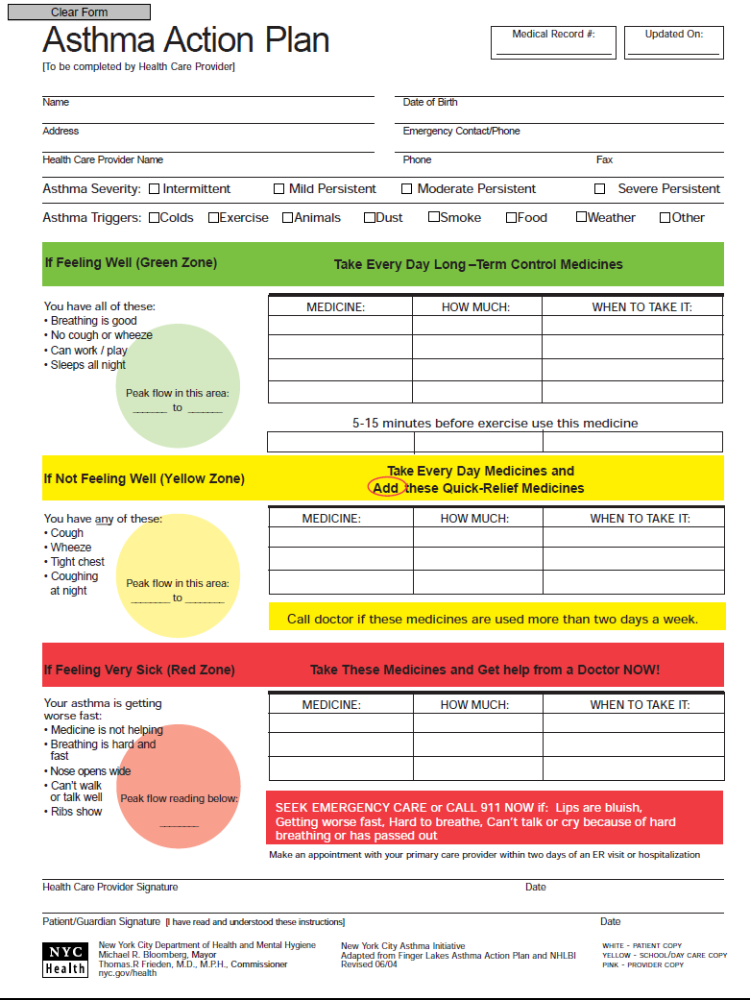 Clear Form
Asthma Action Plan
[To be completed by Health Care Provider]
Medical Record #:
Updated On:
Name
Date of Birth
Address
Emergency Contact/Phone
Health Care Provider Name
Phone Fax
Asthma Severity: Intermittent Mild Persistent Moderate Persistent Severe Persistent
Asthma Triggers: Colds Exercise Animals Dust Smoke Food Weather Other
If Feeling Well (Green Zone)
Take Every Day Long –Term Control Medicines
You have all of these:
• Breathing is good
• No cough or wheeze
• Can work / play
• Sleeps all night
Peak flow in this area:
_______ to _______
MEDICINE: HOW MUCH: WHEN TO TAKE IT:
5-15 minutes before exercise use this medicine
If Not Feeling Well (Yellow Zone)
Take Every Day Medicines and
Add these Quick-Relief Medicines
You have any of these:
• Cough
• Wheeze
• Tight chest
• Coughing
at night
Peak flow in this area:
_______ to _______
MEDICINE: HOW MUCH: WHEN TO TAKE IT:
Call doctor if these medicines are used more than two days a week.
If Feeling Very Sick (Red Zone)
Take These Medicines and Get help from a Doctor NOW!
Your asthma is getting
worse fast:
• Medicine is not helping
• Breathing is hard and
fast
• Nose opens wide
• Can't walk
or talk well
• Ribs show
Peak flow reading below:
_______
MEDICINE: HOW MUCH: WHEN TO TAKE IT:
SEEK EMERGENCY CARE or CALL 911 NOW if: Lips are bluish,
Getting worse fast, Hard to breathe, Can't talk or cry because of hard
breathing or has passed out
Make an appointment with your primary care provider within two days of an ER visit or hospitalization
Health Care Provider Signature Date
Patient/Guardian Signature [I have read and understood these instructions] Date
NYC
Health
New York City Department of Health and Mental Hygiene
Michael R. Bloomberg, Mayor
Thomas.R Frieden, M.D., M.P.H., Commissioner
nyc.gov/health
New York City Asthma Initiative
Adapted from Finger Lakes Asthma Action Plan and NHLBI
Revised 06/04
WHITE - PATIENT COPY
YELLOW - SCHOOL/DAY CARE COPY
PINK - PROVIDER COPY